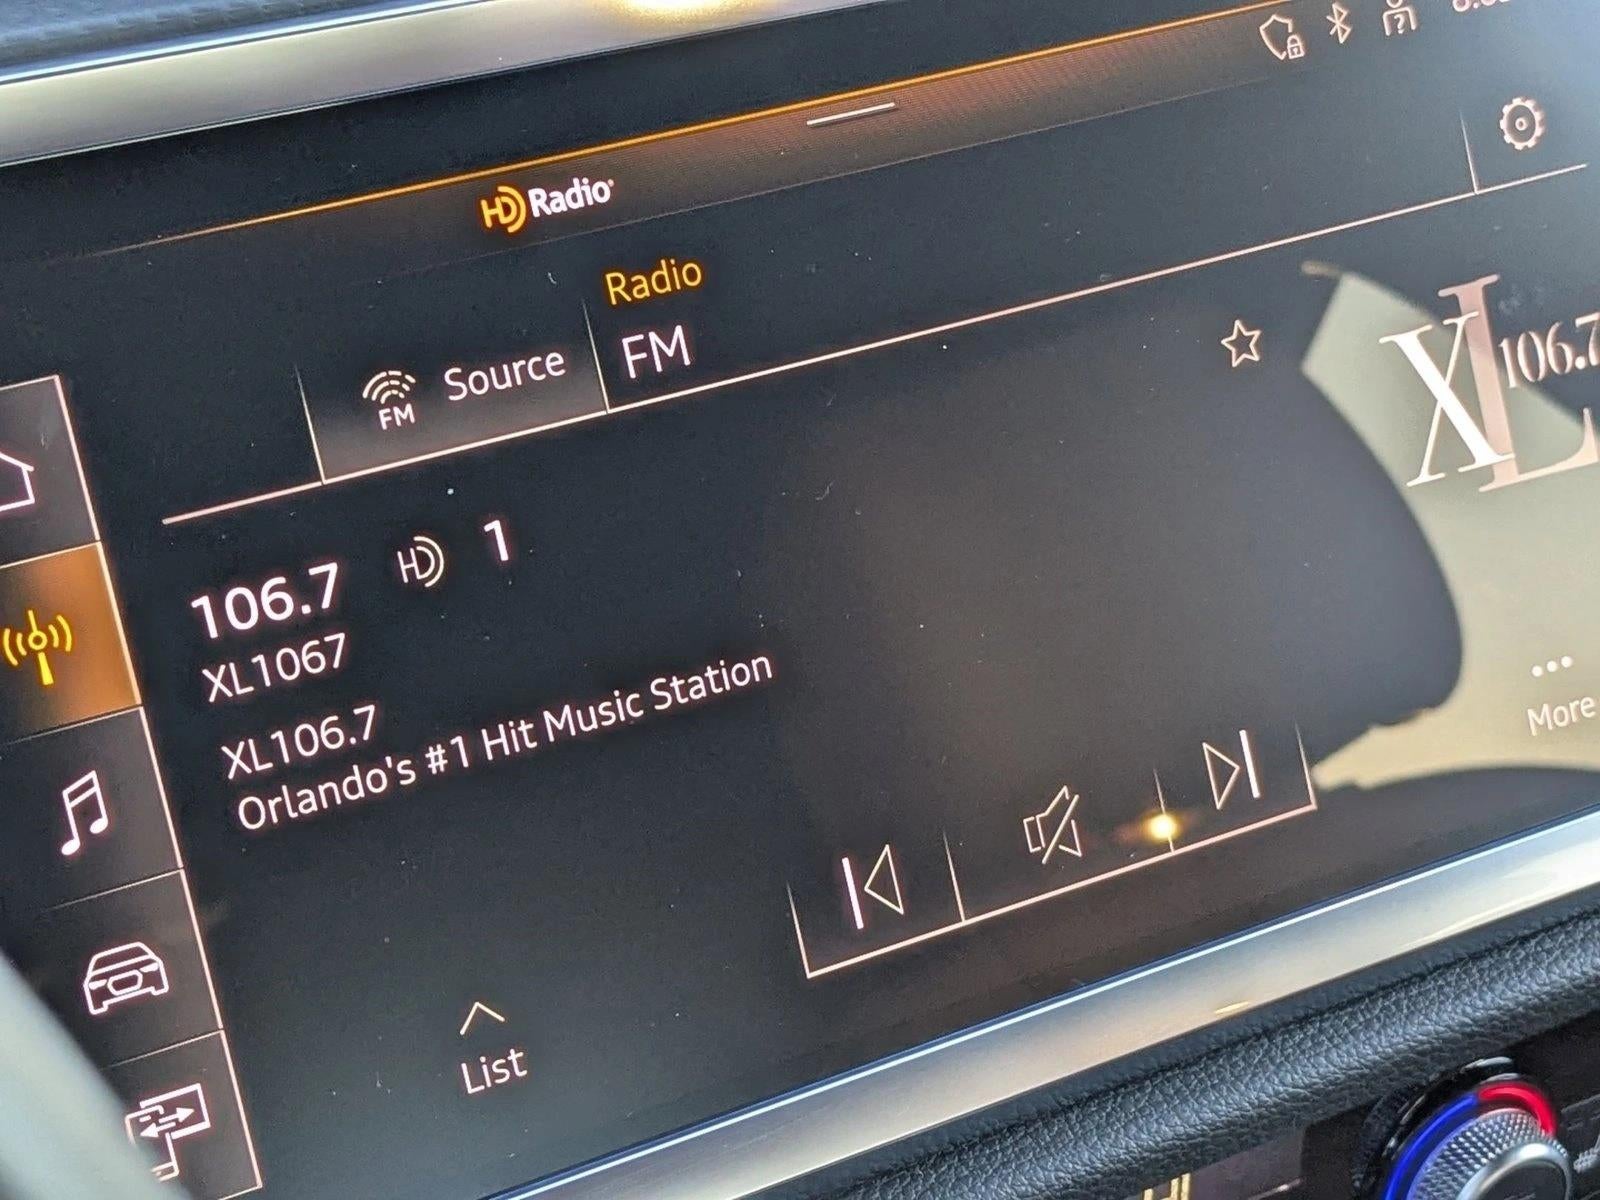 HD Radio
Radio
FM
FM
Source
106.7 HD 1
XL1067
XL106.7
Orlando's #1 Hit Music Station
XL 106.7
More
List